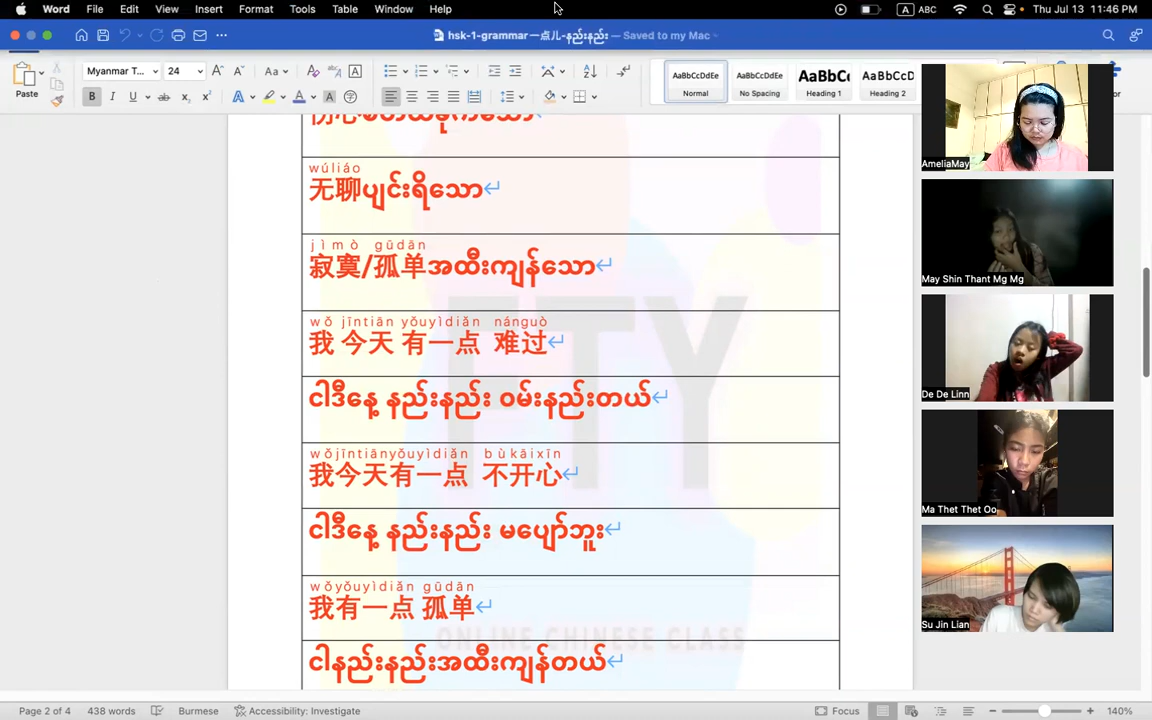 Word File Edit View Insert Format Tools Table Window Help ABC Thu Jul 13 11:46 PM
hsk-1-grammar一点儿-နည်းနည်း — Saved to my Mac
Paste
Myanmar T... 24
AaBbCcDdEe Normal
AaBbCcDdEe No Spacing
AaBbC Heading 1
AaBbCcD Heading 2
wúliáo
无聊ပျင်းရိသော
jìmò gūdān
寂寞/孤单အထီးကျန်သော
wǒ jīntiān yǒuyìdiǎn nánguò
我 今天 有一点 难过
ငါဒီနေ့ နည်းနည်း ဝမ်းနည်းတယ်
wǒjīntiānyǒuyìdiǎn bùkāixīn
我今天有一点 不开心
ငါဒီနေ့ နည်းနည်း မပျော်ဘူး
wǒyǒuyìdiǎn gūdān
我有一点 孤单
ငါနည်းနည်းအထီးကျန်တယ်
FTY
ONLINE CHINESE CLASS
AmeliaMay
May Shin Thant Mg Mg
De De Linn
Ma Thet Thet Oo
Su Jin Lian
Page 2 of 4 438 words Burmese Accessibility: Investigate Focus 140%